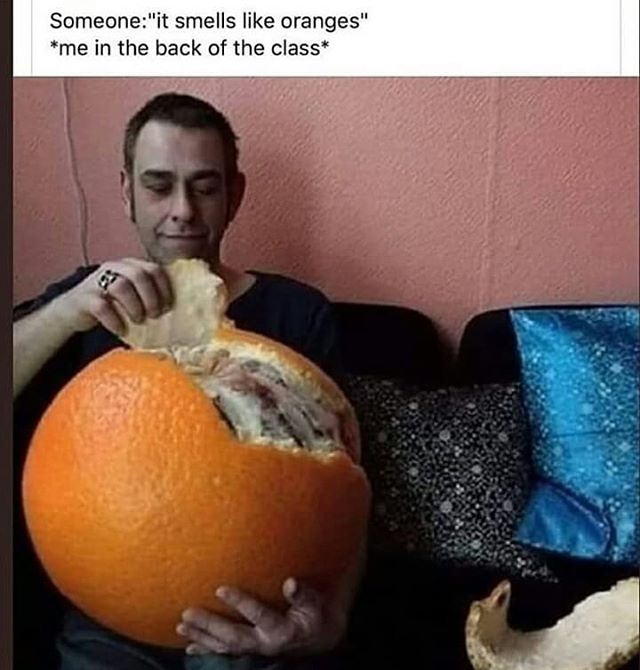 Someone:"it smells like oranges"
*me in the back of the class*